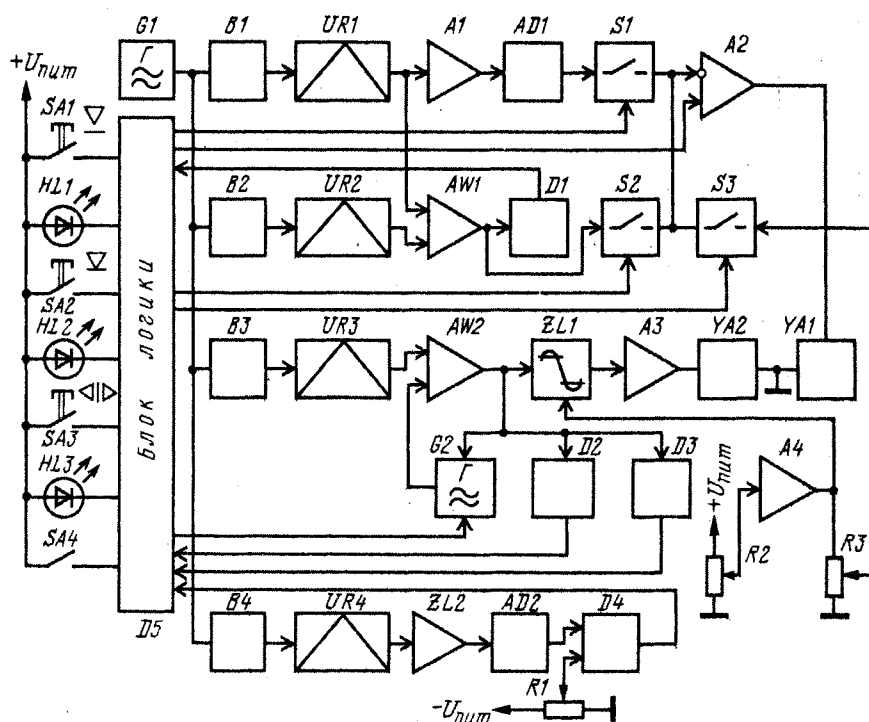 G1
B1
UR1
A1
AD1
S1
A2
+Uпит
Г
SA1
HL1
B2
UR2
AW1
D1
S2
S3
SA2
HL2
Блок логики
B3
UR3
AW2
ZL1
A3
YA2
YA1
SA3
HL3
G2
Г
D2
D3
+Uпит
A4
R2
R3
SA4
D5
B4
UR4
ZL2
AD2
D4
R1
−Uпит